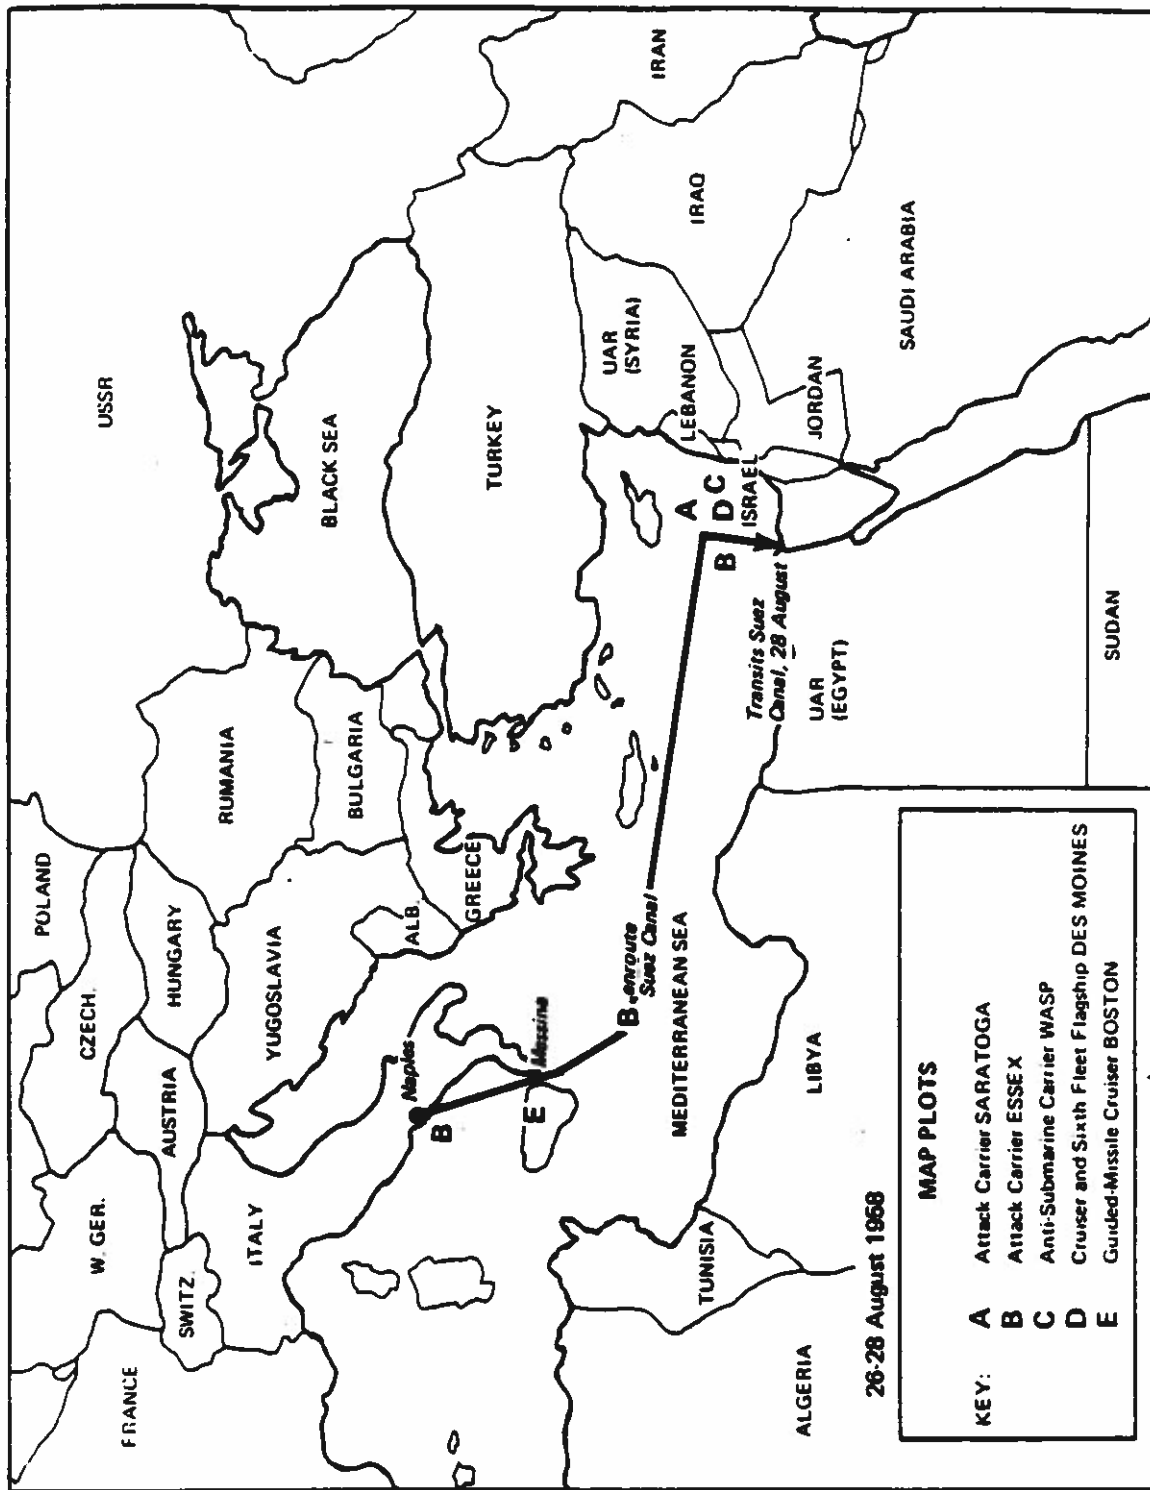 POLAND
USSR
W. GER.
CZECH.
FRANCE
SWITZ.
AUSTRIA
HUNGARY
RUMANIA
ITALY
YUGOSLAVIA
BULGARIA
BLACK SEA
ALB.
Naples
B
GREECE
TURKEY
IRAN
E
Messina
B enroute
Suez Canal
MEDITERRANEAN SEA
UAR
(SYRIA)
LEBANON
IRAQ
A
B
D
C
ISRAEL
JORDAN
SAUDI ARABIA
Transits Suez
Canal, 28 August
TUNISIA
ALGERIA
LIBYA
UAR
(EGYPT)
SUDAN
26-28 August 1958
MAP PLOTS
KEY: A Attack Carrier SARATOGA
B Attack Carrier ESSEX
C Anti-Submarine Carrier WASP
D Cruiser and Sixth Fleet Flagship DES MOINES
E Guided-Missile Cruiser BOSTON